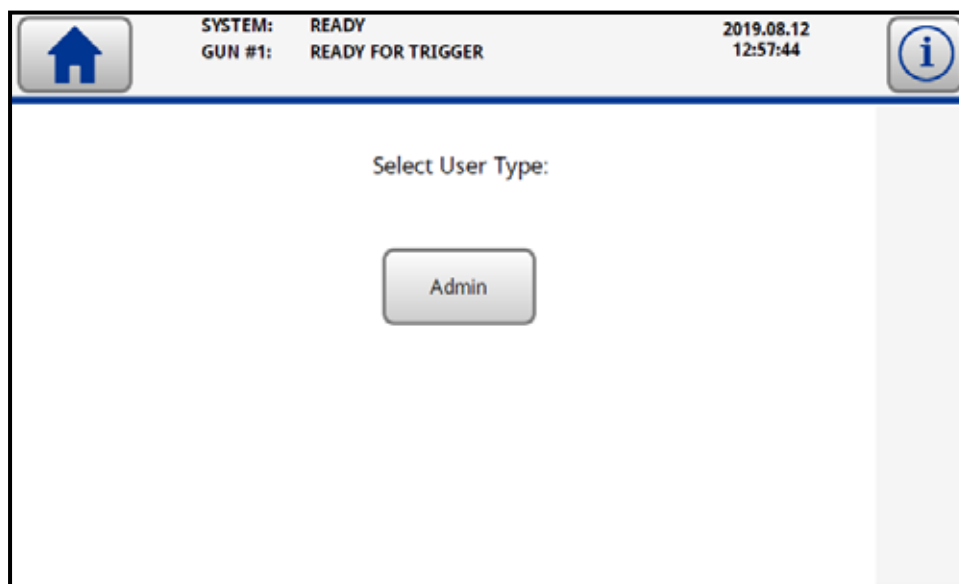 SYSTEM: READY
GUN #1: READY FOR TRIGGER
2019.08.12
12:57:44
i
Select User Type:
Admin